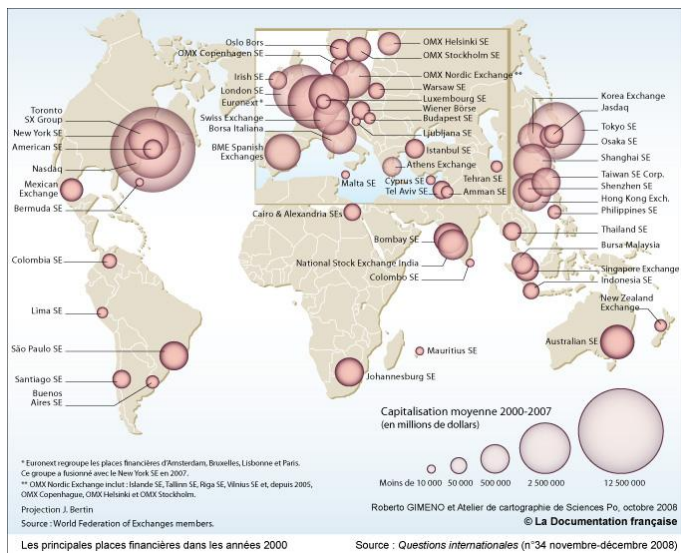 Oslo Bors
OMX Copenhagen SE
Irish SE
London SE
Euronext*
Swiss Exchange
Borsa Italiana
BME Spanish
Exchanges
OMX Helsinki SE
OMX Stockholm SE
OMX Nordic Exchange**
Warsaw SE
Luxembourg SE
Wiener Börse
Budapest SE
Ljubljana SE
Istanbul SE
Athens Exchange
Tehran SE
Cyprus SE
Tel Aviv SE
Amman SE
Malta SE
Toronto
SX Group
New York SE
American SE
Nasdaq
Mexican
Exchange
Bermuda SE
Korea Exchange
Jasdaq
Tokyo SE
Osaka SE
Shanghai SE
Taiwan SE Corp.
Shenzhen SE
Hong Kong Exch.
Philippines SE
Cairo & Alexandria SEs
Bombay SE
National Stock Exchange India
Colombo SE
Thailand SE
Bursa Malaysia
Singapore Exchange
Indonesia SE
New Zealand
Exchange
Australian SE
Colombia SE
Lima SE
São Paulo SE
Santiago SE
Buenos
Aires SE
Mauritius SE
Johannesburg SE
Capitalisation moyenne 2000-2007
(en millions de dollars)
Moins de 10 000
50 000
500 000
2 500 000
12 500 000
* Euronext regroupe les places financières d'Amsterdam, Bruxelles, Lisbonne et Paris.
Ce groupe a fusionné avec le New York SE en 2007.
** OMX Nordic Exchange inclut : Islande SE, Tallinn SE, Riga SE, Vilnius SE et, depuis 2005,
OMX Copenhague, OMX Helsinki et OMX Stockholm.
Projection J. Bertin
Source : World Federation of Exchanges members.
Roberto GIMENO et Atelier de cartographie de Sciences Po, octobre 2008
© La Documentation française
Les principales places financières dans les années 2000
Source : Questions internationales (n°34 novembre-décembre 2008)